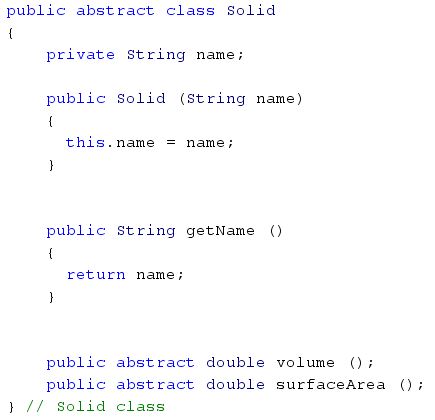 public abstract class Solid
{
    private String name;
    public Solid (String name)
    {
      this.name = name;
    }
    public String getName ()
    {
      return name;
    }
    public abstract double volume ();
    public abstract double surfaceArea ();
} // Solid class